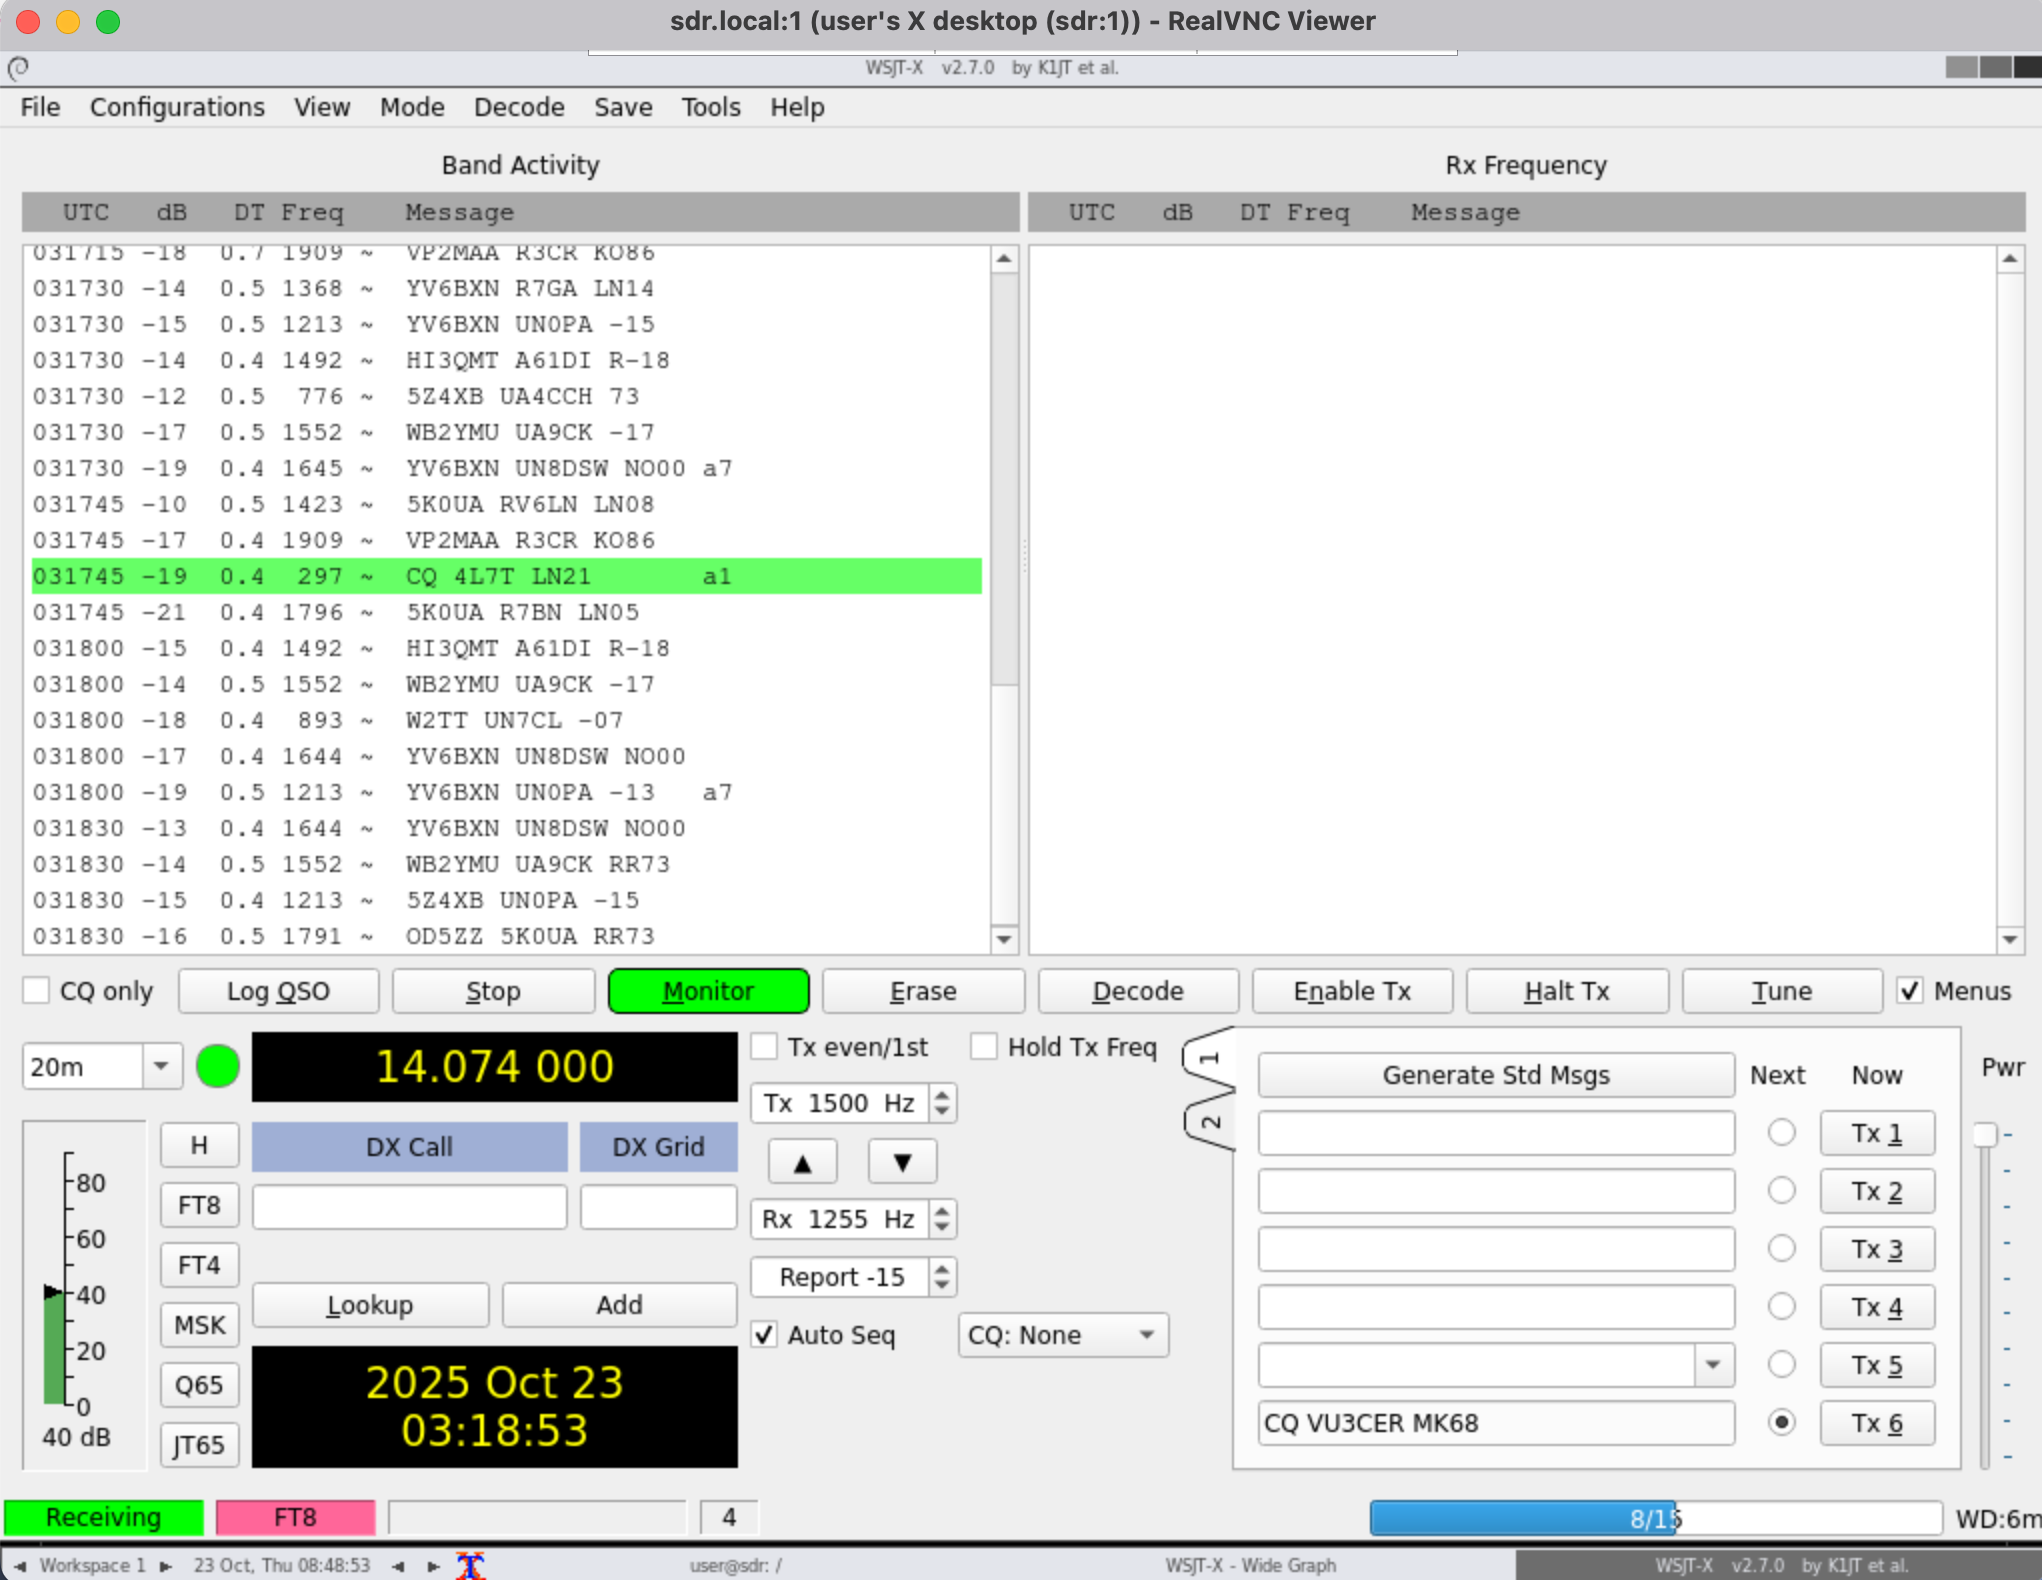 sdr.local:1 (user's X desktop (sdr:1)) - RealVNC Viewer
WSJT-X v2.7.0 by K1JT et al.
File Configurations View Mode Decode Save Tools Help
Band Activity
UTC dB DT Freq Message
031715 -18 0.7 1909 ~ VP2MAA R3CR KO86
031730 -14 0.5 1368 ~ YV6BXN R7GA LN14
031730 -15 0.5 1213 ~ YV6BXN UN0PA -15
031730 -14 0.4 1492 ~ HI3QMT A61DI R-18
031730 -12 0.5 776 ~ 5Z4XB UA4CCH 73
031730 -17 0.5 1552 ~ WB2YMU UA9CK -17
031730 -19 0.4 1645 ~ YV6BXN UN8DSW NO00 a7
031745 -10 0.5 1423 ~ 5K0UA RV6LN LN08
031745 -17 0.4 1909 ~ VP2MAA R3CR KO86
031745 -19 0.4 297 ~ CQ 4L7T LN21 a1
031745 -21 0.4 1796 ~ 5K0UA R7BN LN05
031800 -15 0.4 1492 ~ HI3QMT A61DI R-18
031800 -14 0.5 1552 ~ WB2YMU UA9CK -17
031800 -18 0.4 893 ~ W2TT UN7CL -07
031800 -17 0.4 1644 ~ YV6BXN UN8DSW NO00
031800 -19 0.5 1213 ~ YV6BXN UN0PA -13 a7
031830 -13 0.4 1644 ~ YV6BXN UN8DSW NO00
031830 -14 0.5 1552 ~ WB2YMU UA9CK RR73
031830 -15 0.4 1213 ~ 5Z4XB UN0PA -15
031830 -16 0.5 1791 ~ OD5ZZ 5K0UA RR73
Rx Frequency
UTC dB DT Freq Message
CQ only Log QSO Stop Monitor Erase Decode Enable Tx Halt Tx Tune Menus
20m
14.074 000
DX Call DX Grid
Lookup Add
2025 Oct 23
03:18:53
80
60
40
20
0
40 dB
H
FT8
FT4
MSK
Q65
JT65
Tx even/1st Hold Tx Freq
Tx 1500 Hz
▲ ▼
Rx 1255 Hz
Report -15
Auto Seq CQ: None
1
2
Generate Std Msgs Next Now
Tx 1
Tx 2
Tx 3
Tx 4
Tx 5
CQ VU3CER MK68 Tx 6
Pwr
Receiving FT8 4 8/15 WD:6m
Workspace 1 23 Oct, Thu 08:48:53 user@sdr: / WSJT-X - Wide Graph WSJT-X v2.7.0 by K1JT et al.